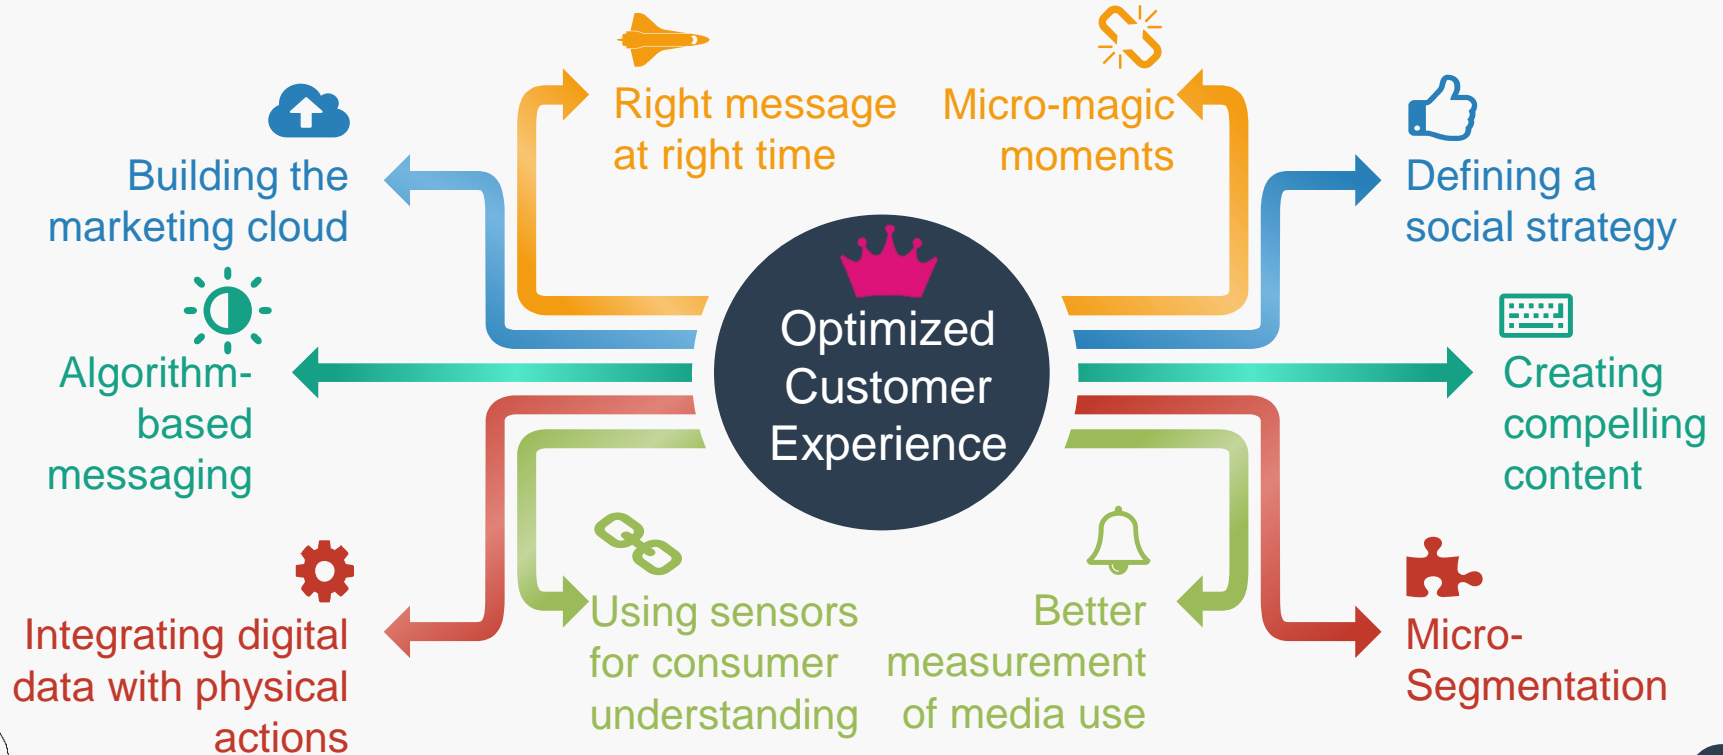 Right message
at right time
Micro-magic
moments
Building the
marketing cloud
Defining a
social strategy
Optimized
Customer
Experience
Algorithm-
based
messaging
Creating
compelling
content
Integrating digital
data with physical
actions
Using sensors
for consumer
understanding
Better
measurement
of media use
Micro-
Segmentation